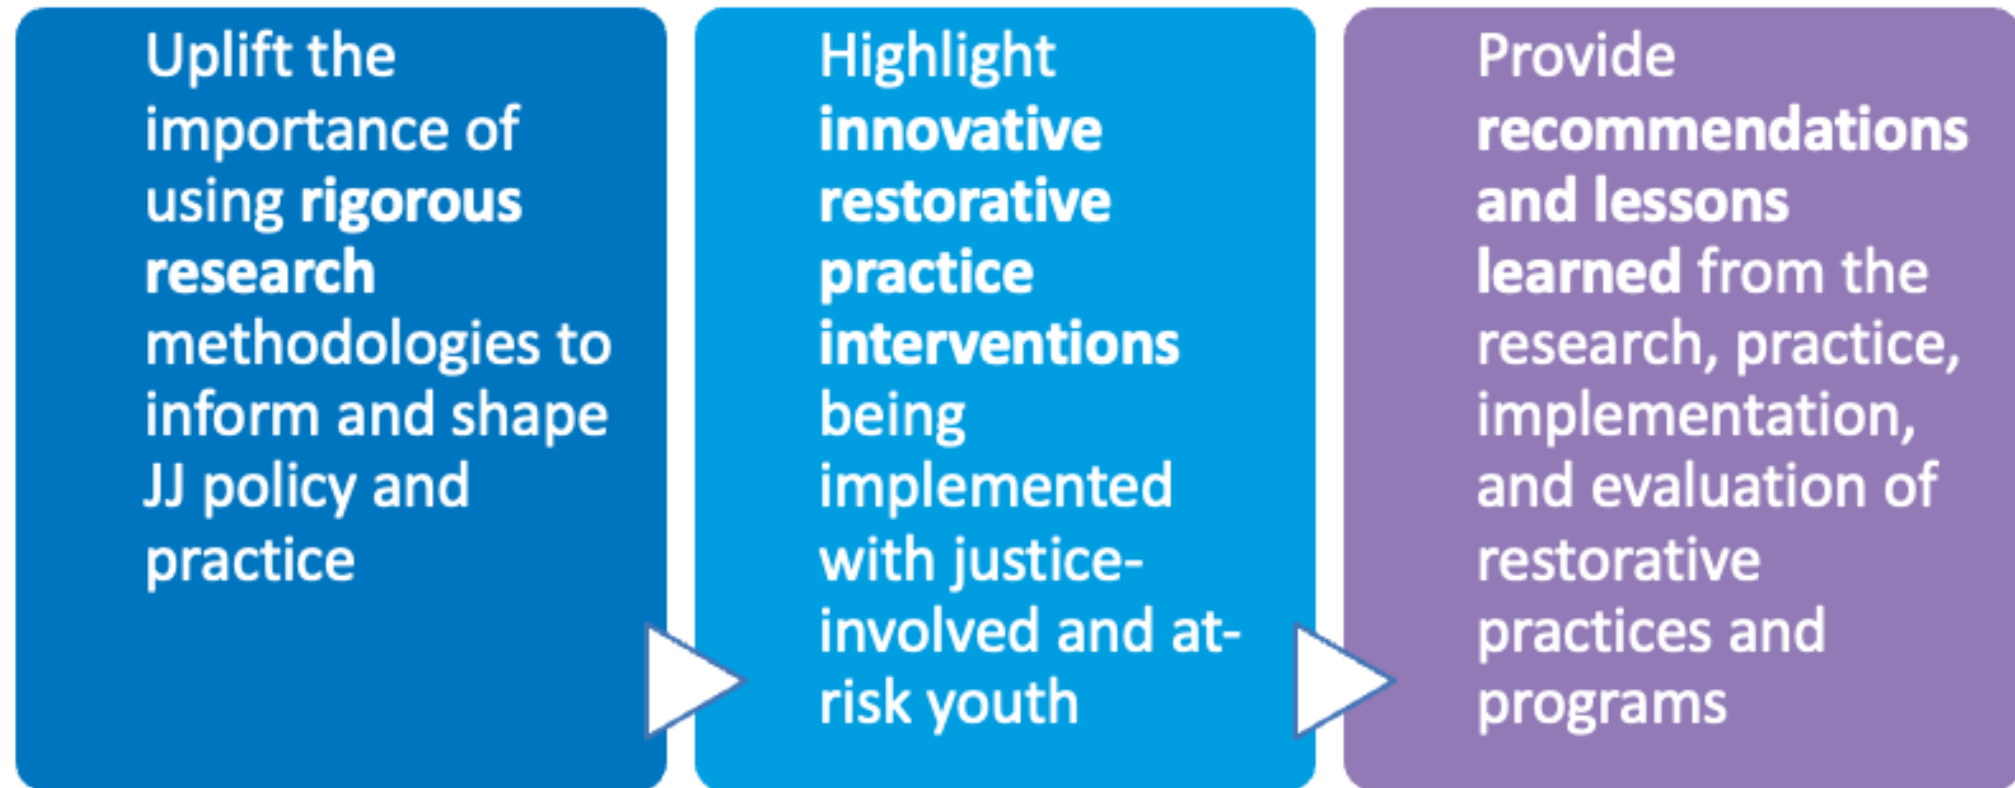 Uplift the
importance of
using rigorous
research
methodologies to
inform and shape
JJ policy and
practice
Highlight
innovative
restorative
practice
interventions
being
implemented
with justice-
involved and at-
risk youth
Provide
recommendations
and lessons
learned from the
research, practice,
implementation,
and evaluation of
restorative
practices and
programs